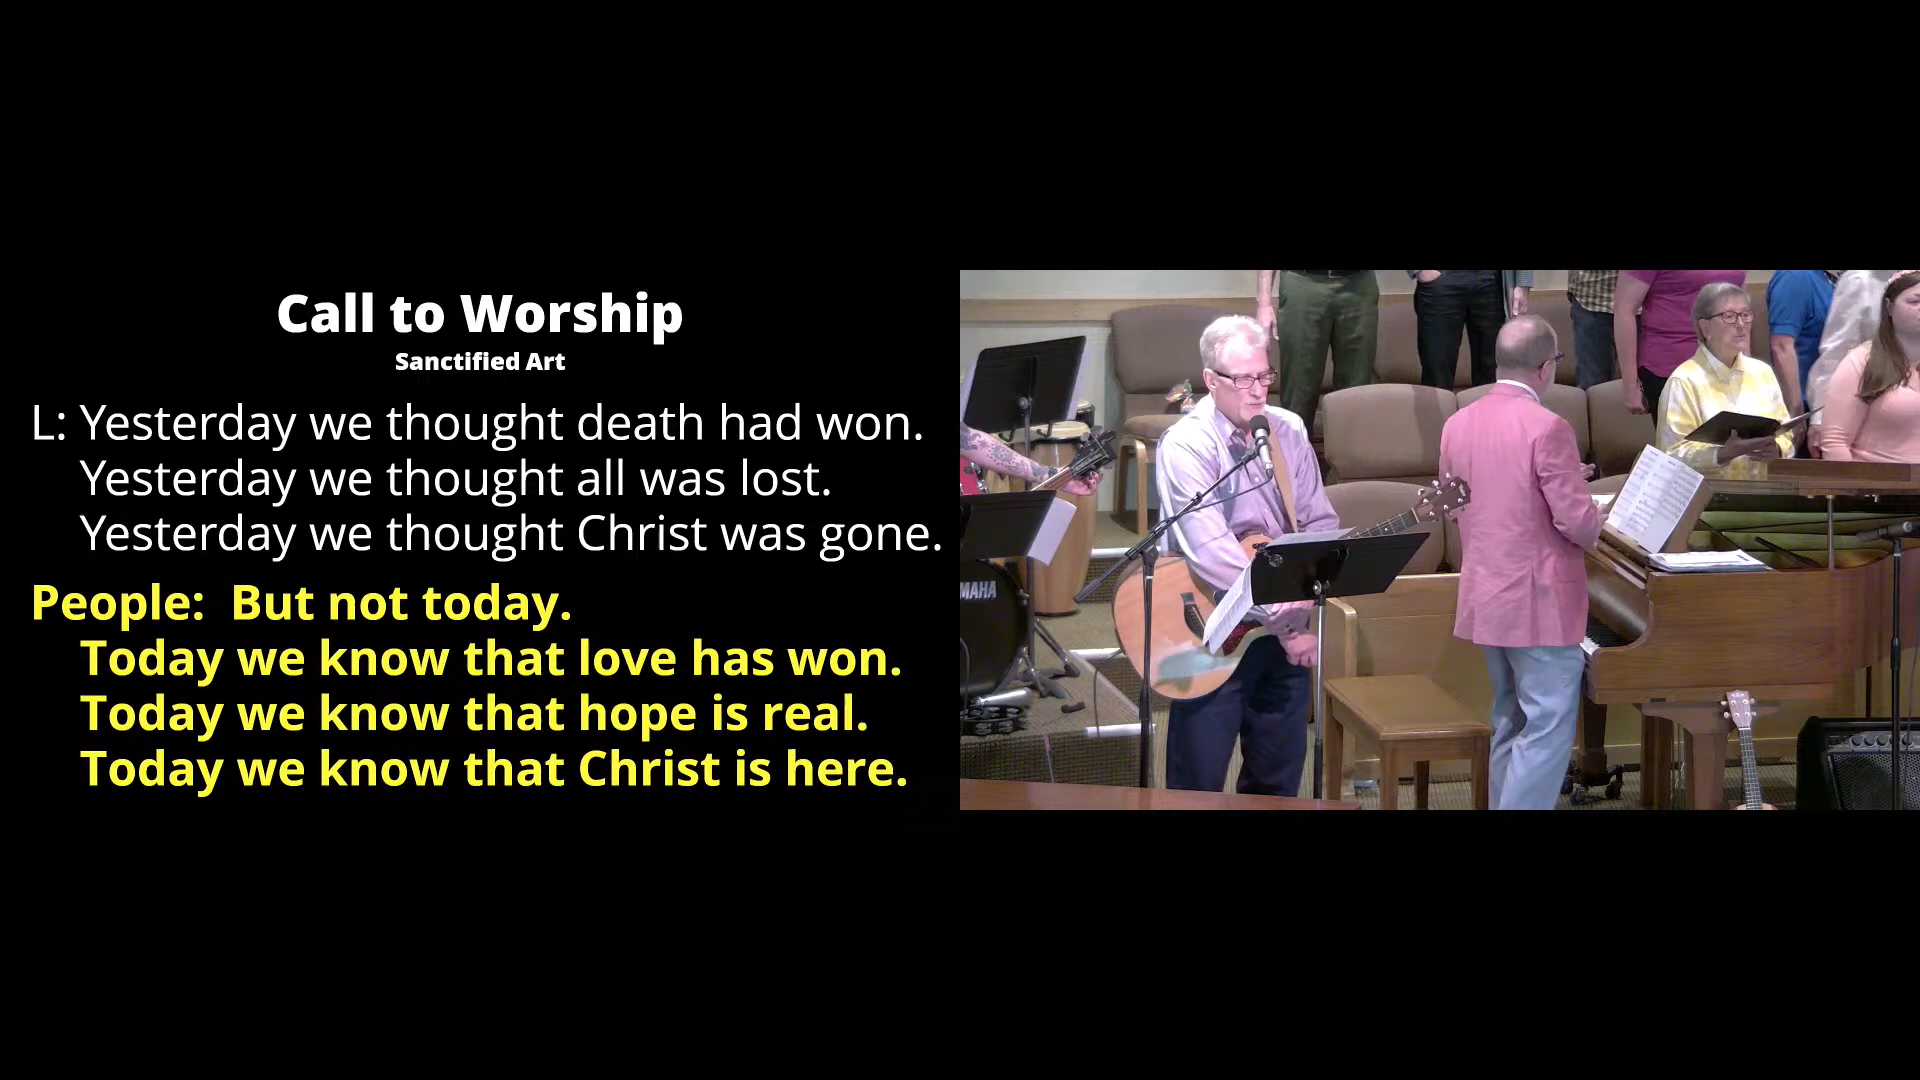 Call to Worship
Sanctified Art
L: Yesterday we thought death had won.
Yesterday we thought all was lost.
Yesterday we thought Christ was gone.
People: But not today.
Today we know that love has won.
Today we know that hope is real.
Today we know that Christ is here.
MAHA